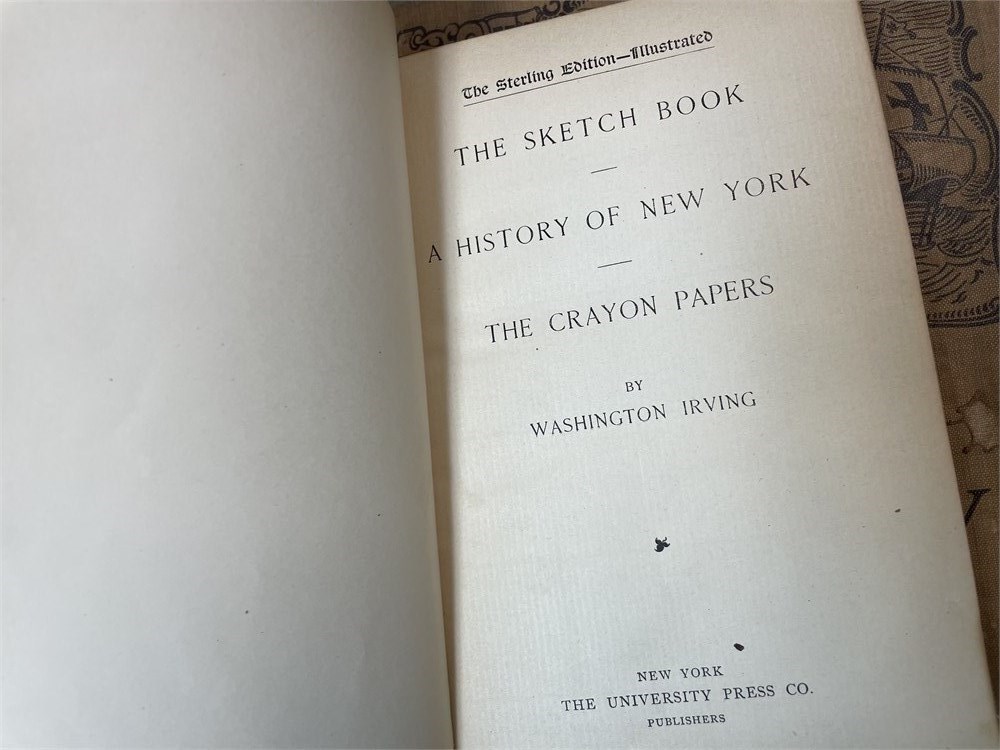 The Sterling Edition—Illustrated
THE SKETCH BOOK
A HISTORY OF NEW YORK
THE CRAYON PAPERS
BY
WASHINGTON IRVING
NEW YORK
THE UNIVERSITY PRESS CO.
PUBLISHERS